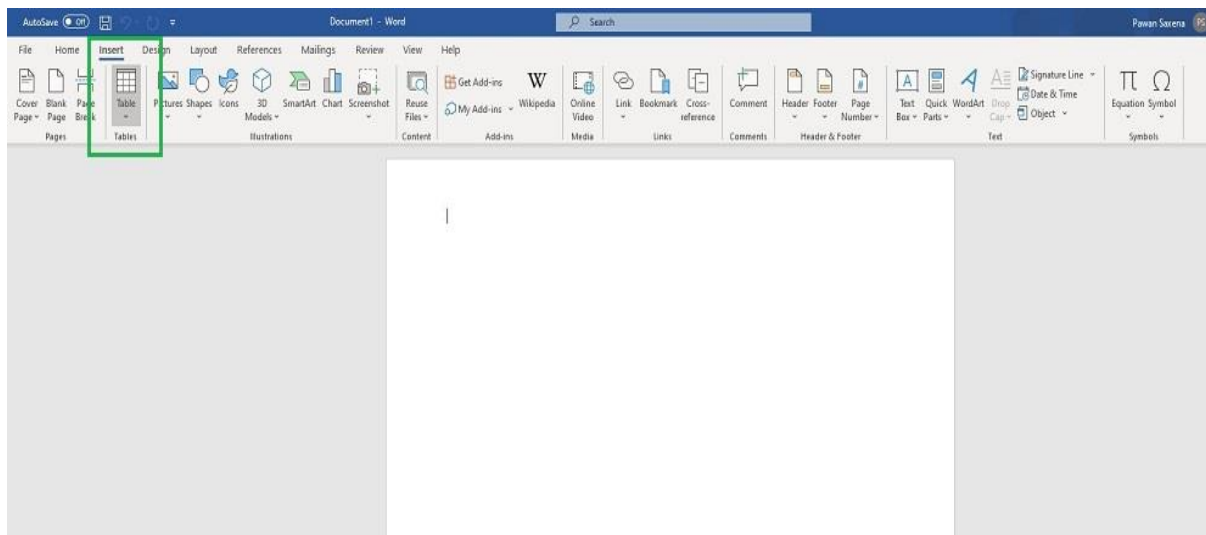 AutoSave Off Document1 - Word Search Pawan Saxena PS
File Home Insert Design Layout References Mailings Review View Help
Cover Page Blank Page Page Break Table Pictures Shapes Icons 3D Models SmartArt Chart Screenshot Reuse Files Get Add-ins My Add-ins Wikipedia Online Video Link Bookmark Cross-reference Comment Header Footer Page Number Text Box Quick Parts WordArt Drop Cap Signature Line Date & Time Object Equation Symbol
Pages Tables Illustrations Content Add-ins Media Links Comments Header & Footer Text Symbols